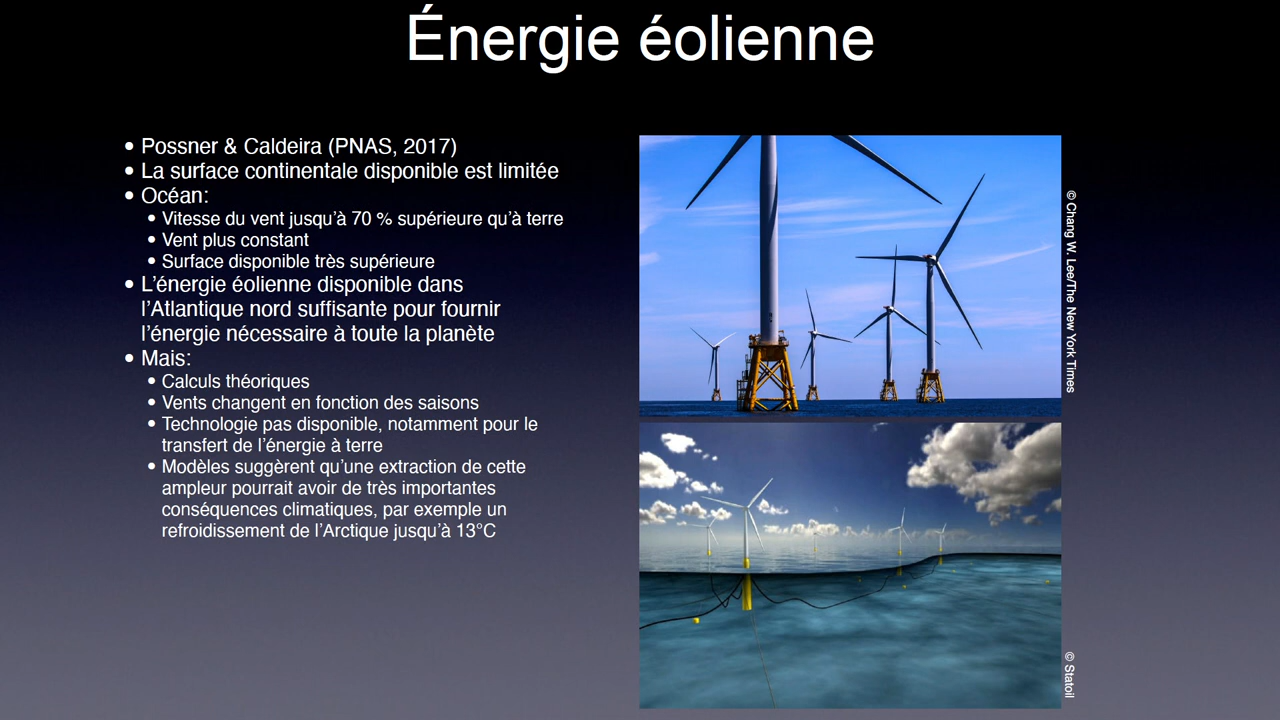 Énergie éolienne
• Possner & Caldeira (PNAS, 2017)
• La surface continentale disponible est limitée
• Océan:
• Vitesse du vent jusqu'à 70 % supérieure qu'à terre
• Vent plus constant
• Surface disponible très supérieure
• L'énergie éolienne disponible dans
l'Atlantique nord suffisante pour fournir
l'énergie nécessaire à toute la planète
• Mais:
• Calculs théoriques
• Vents changent en fonction des saisons
• Technologie pas disponible, notamment pour le
transfert de l'énergie à terre
• Modèles suggèrent qu'une extraction de cette
ampleur pourrait avoir de très importantes
conséquences climatiques, par exemple un
refroidissement de l'Arctique jusqu'à 13°C
© Chang W. Lee/The New York Times
© Statoil